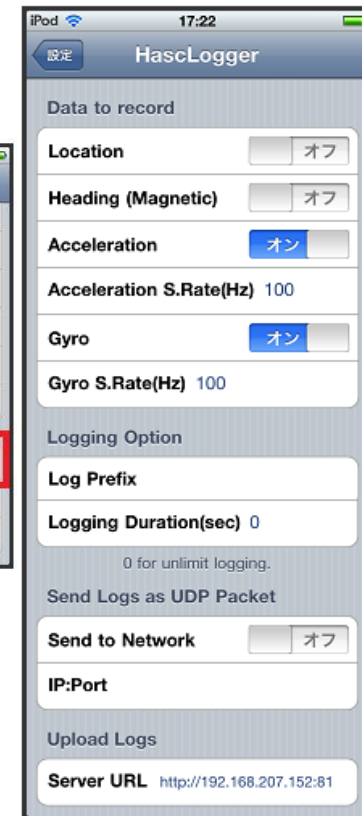 iPod 17:22
設定 HascLogger
Data to record
Location オフ
Heading (Magnetic) オフ
Acceleration オン
Acceleration S.Rate(Hz) 100
Gyro オン
Gyro S.Rate(Hz) 100
Logging Option
Log Prefix
Logging Duration(sec) 0
0 for unlimit logging.
Send Logs as UDP Packet
Send to Network オフ
IP:Port
Upload Logs
Server URL http://192.168.207.152:81